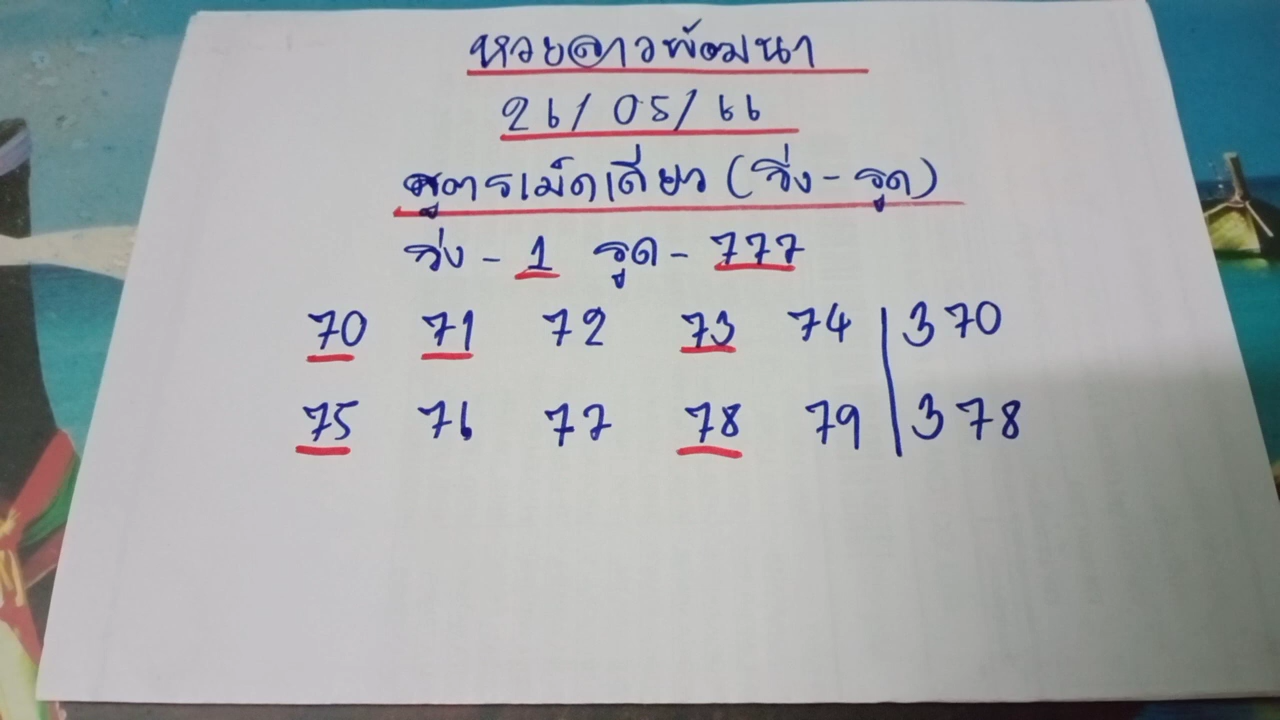 หวยลาวพัฒนา
26/05/66
สูตรเม็ดเดียว (วิ่ง-รูด)
วิ่ง - 1 รูด - 777
70 71 72 73 74 | 370
75 76 77 78 79 | 378